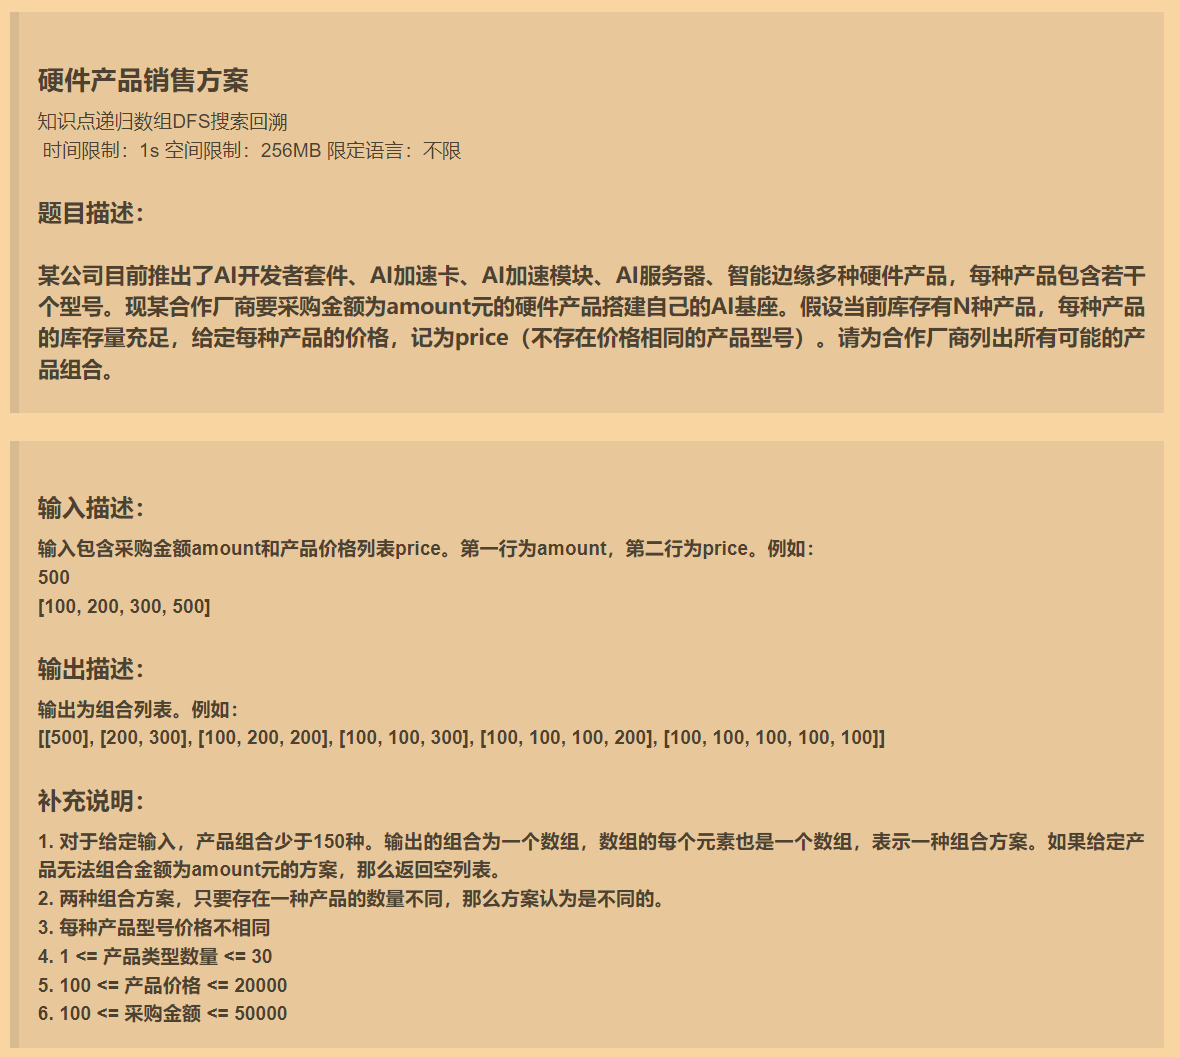 硬件产品销售方案
知识点递归数组DFS搜索回溯
时间限制：1s 空间限制：256MB 限定语言：不限
题目描述：
某公司目前推出了AI开发者套件、AI加速卡、AI加速模块、AI服务器、智能边缘多种硬件产品，每种产品包含若干
个型号。现某合作厂商要采购金额为amount元的硬件产品搭建自己的AI基座。假设当前库存有N种产品，每种产品
的库存量充足，给定每种产品的价格，记为price（不存在价格相同的产品型号）。请为合作厂商列出所有可能的产
品组合。
输入描述：
输入包含采购金额amount和产品价格列表price。第一行为amount，第二行为price。例如：
500
[100, 200, 300, 500]
输出描述：
输出为组合列表。例如：
[[500], [200, 300], [100, 200, 200], [100, 100, 300], [100, 100, 100, 200], [100, 100, 100, 100, 100]]
补充说明：
1. 对于给定输入，产品组合少于150种。输出的组合为一个数组，数组的每个元素也是一个数组，表示一种组合方案。如果给定产
品无法组合金额为amount元的方案，那么返回空列表。
2. 两种组合方案，只要存在一种产品的数量不同，那么方案认为是不同的。
3. 每种产品型号价格不相同
4. 1 <= 产品类型数量 <= 30
5. 100 <= 产品价格 <= 20000
6. 100 <= 采购金额 <= 50000